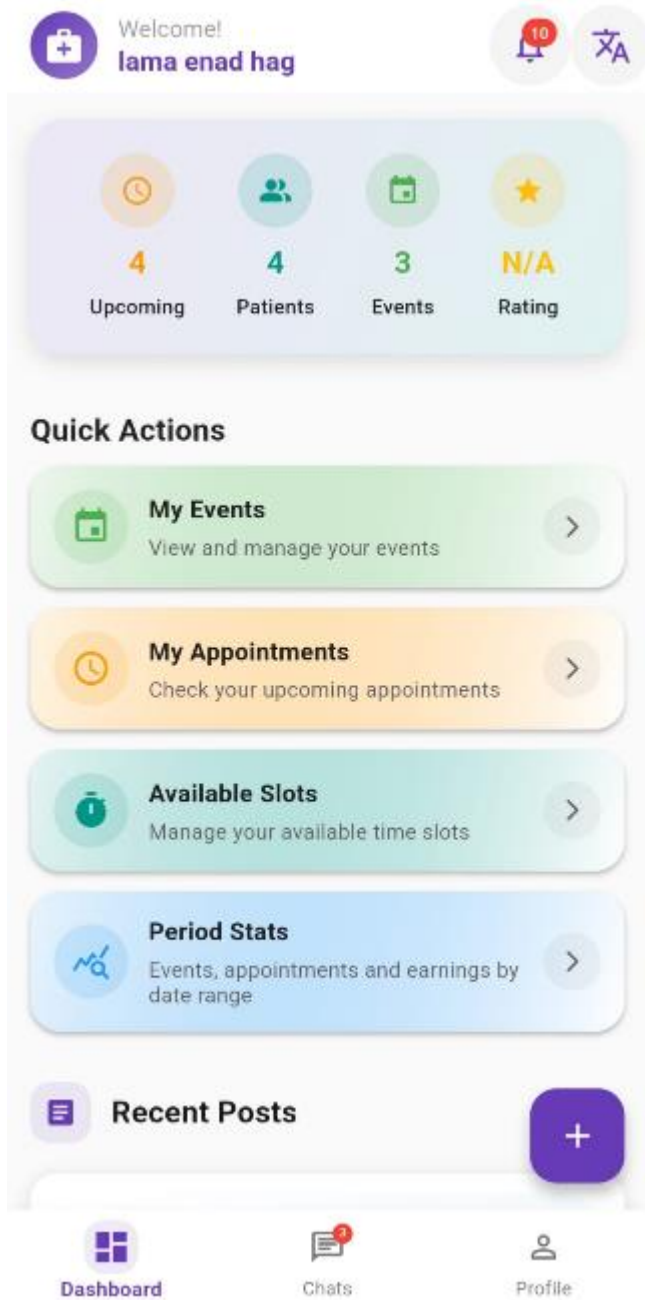 Welcome!
lama enad hag
10
4
4
3
N/A
Upcoming
Patients
Events
Rating
Quick Actions
My Events
View and manage your events
My Appointments
Check your upcoming appointments
Available Slots
Manage your available time slots
Period Stats
Events, appointments and earnings by
date range
Recent Posts
3
Dashboard
Chats
Profile